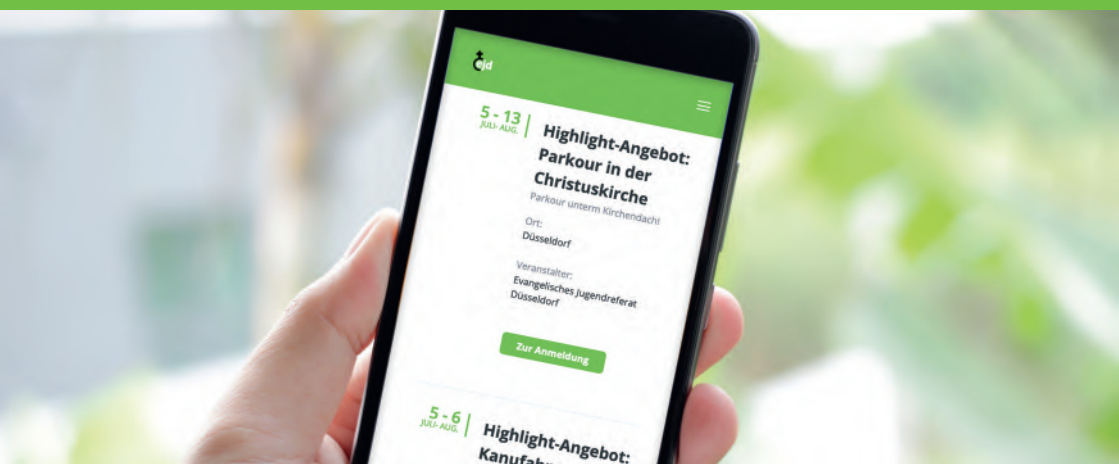 ejd
5 - 13
JULI- AUG.
Highlight-Angebot:
Parkour in der
Christuskirche
Parkour unterm Kirchendach!
Ort:
Düsseldorf
Veranstalter:
Evangelisches Jugendreferat
Düsseldorf
Zur Anmeldung
5 - 6
JULI- AUG.
Highlight-Angebot: